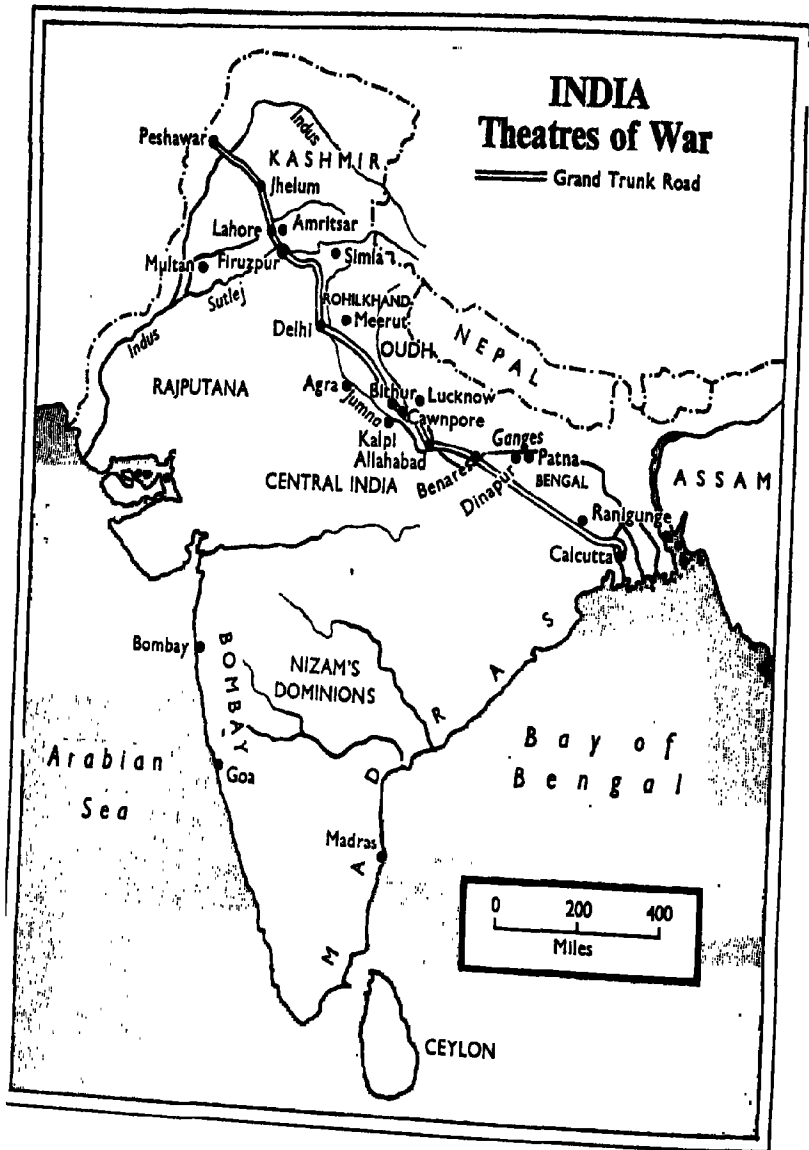 INDIA
Theatres of War
Grand Trunk Road
Peshawar
Indus
KASHMIR
Jhelum
Lahore
Amritsar
Multan
Firuzpur
Simla
Sutlej
Indus
ROHILKHAND
Meerut
Delhi
OUDH
NEPAL
RAJPUTANA
Agra
Jumno
Bithur
Lucknow
Cawnpore
Kalpi
Allahabad
Ganges
Benares
Dinapur
Patna
BENGAL
ASSAM
CENTRAL INDIA
Ranigunge
Calcutta
Bombay
BOMBAY
NIZAM'S
DOMINIONS
MADRAS
Arabian
Sea
Goa
Bay of
Bengal
Madras
0 200 400
Miles
CEYLON